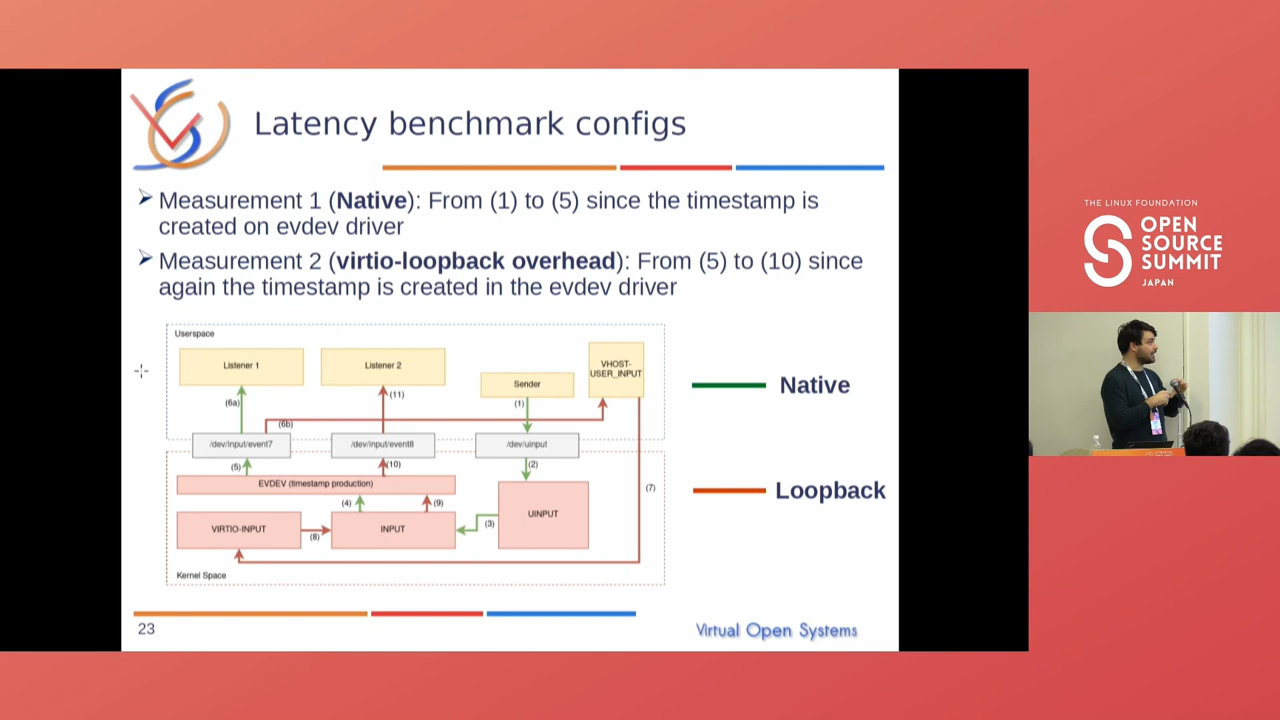 Latency benchmark configs
Measurement 1 (Native): From (1) to (5) since the timestamp is
created on evdev driver
Measurement 2 (virtio-loopback overhead): From (5) to (10) since
again the timestamp is created in the evdev driver
Userspace
Listener 1
Listener 2
Sender
VHOST-
USER_INPUT
(6a)
(11)
(1)
(6b)
/dev/input/event7
/dev/input/event8
/dev/uinput
(5)
(10)
(2)
EVDEV (timestamp production)
(7)
(4)
(9)
VIRTIO-INPUT
(8)
INPUT
(3)
UINPUT
Kernel Space
Native
Loopback
23
Virtual Open Systems
THE LINUX FOUNDATION
OPEN
SOURCE
SUMMIT
JAPAN